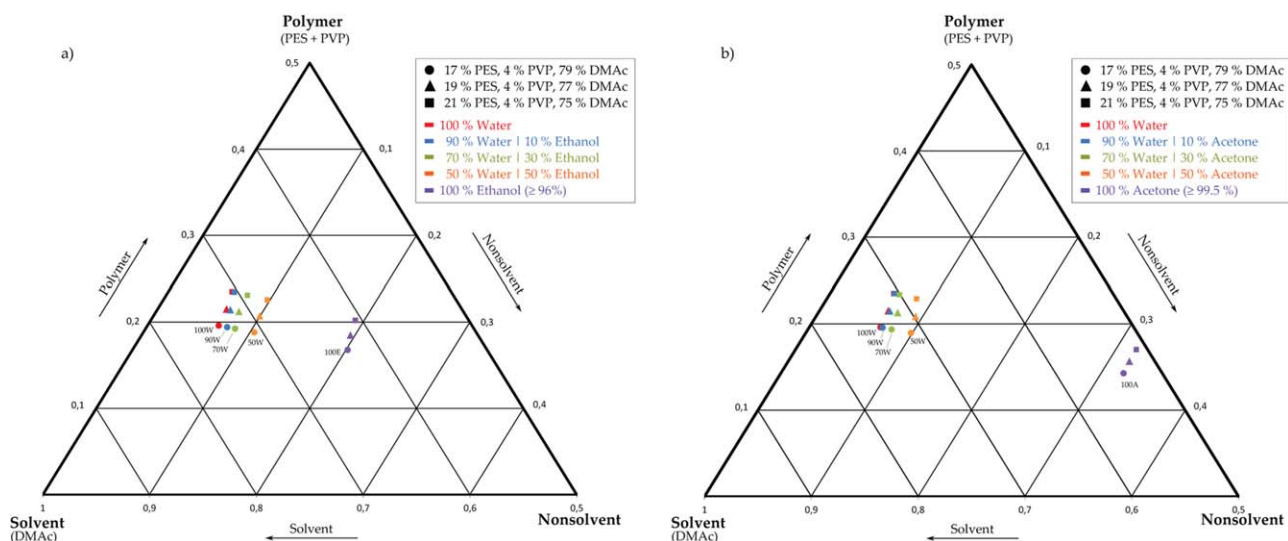 a)
Polymer
(PES + PVP)
17 % PES, 4 % PVP, 79 % DMAc
19 % PES, 4 % PVP, 77 % DMAc
21 % PES, 4 % PVP, 75 % DMAc
100 % Water
90 % Water | 10 % Ethanol
70 % Water | 30 % Ethanol
50 % Water | 50 % Ethanol
100 % Ethanol (≥ 96%)
0,5
0,4
0,1
0,3
0,2
Polymer
Nonsolvent
0,2
0,3
100W
90W
70W
50W
100E
0,1
0,4
1
0,9
0,8
0,7
0,6
0,5
Solvent
(DMAc)
Solvent
Nonsolvent
b)
Polymer
(PES + PVP)
17 % PES, 4 % PVP, 79 % DMAc
19 % PES, 4 % PVP, 77 % DMAc
21 % PES, 4 % PVP, 75 % DMAc
100 % Water
90 % Water | 10 % Acetone
70 % Water | 30 % Acetone
50 % Water | 50 % Acetone
100 % Acetone (≥ 99.5 %)
0,5
0,4
0,1
0,3
0,2
Polymer
Nonsolvent
0,2
0,3
100W
90W
70W
50W
100A
0,1
0,4
1
0,9
0,8
0,7
0,6
0,5
Solvent
(DMAc)
Solvent
Nonsolvent